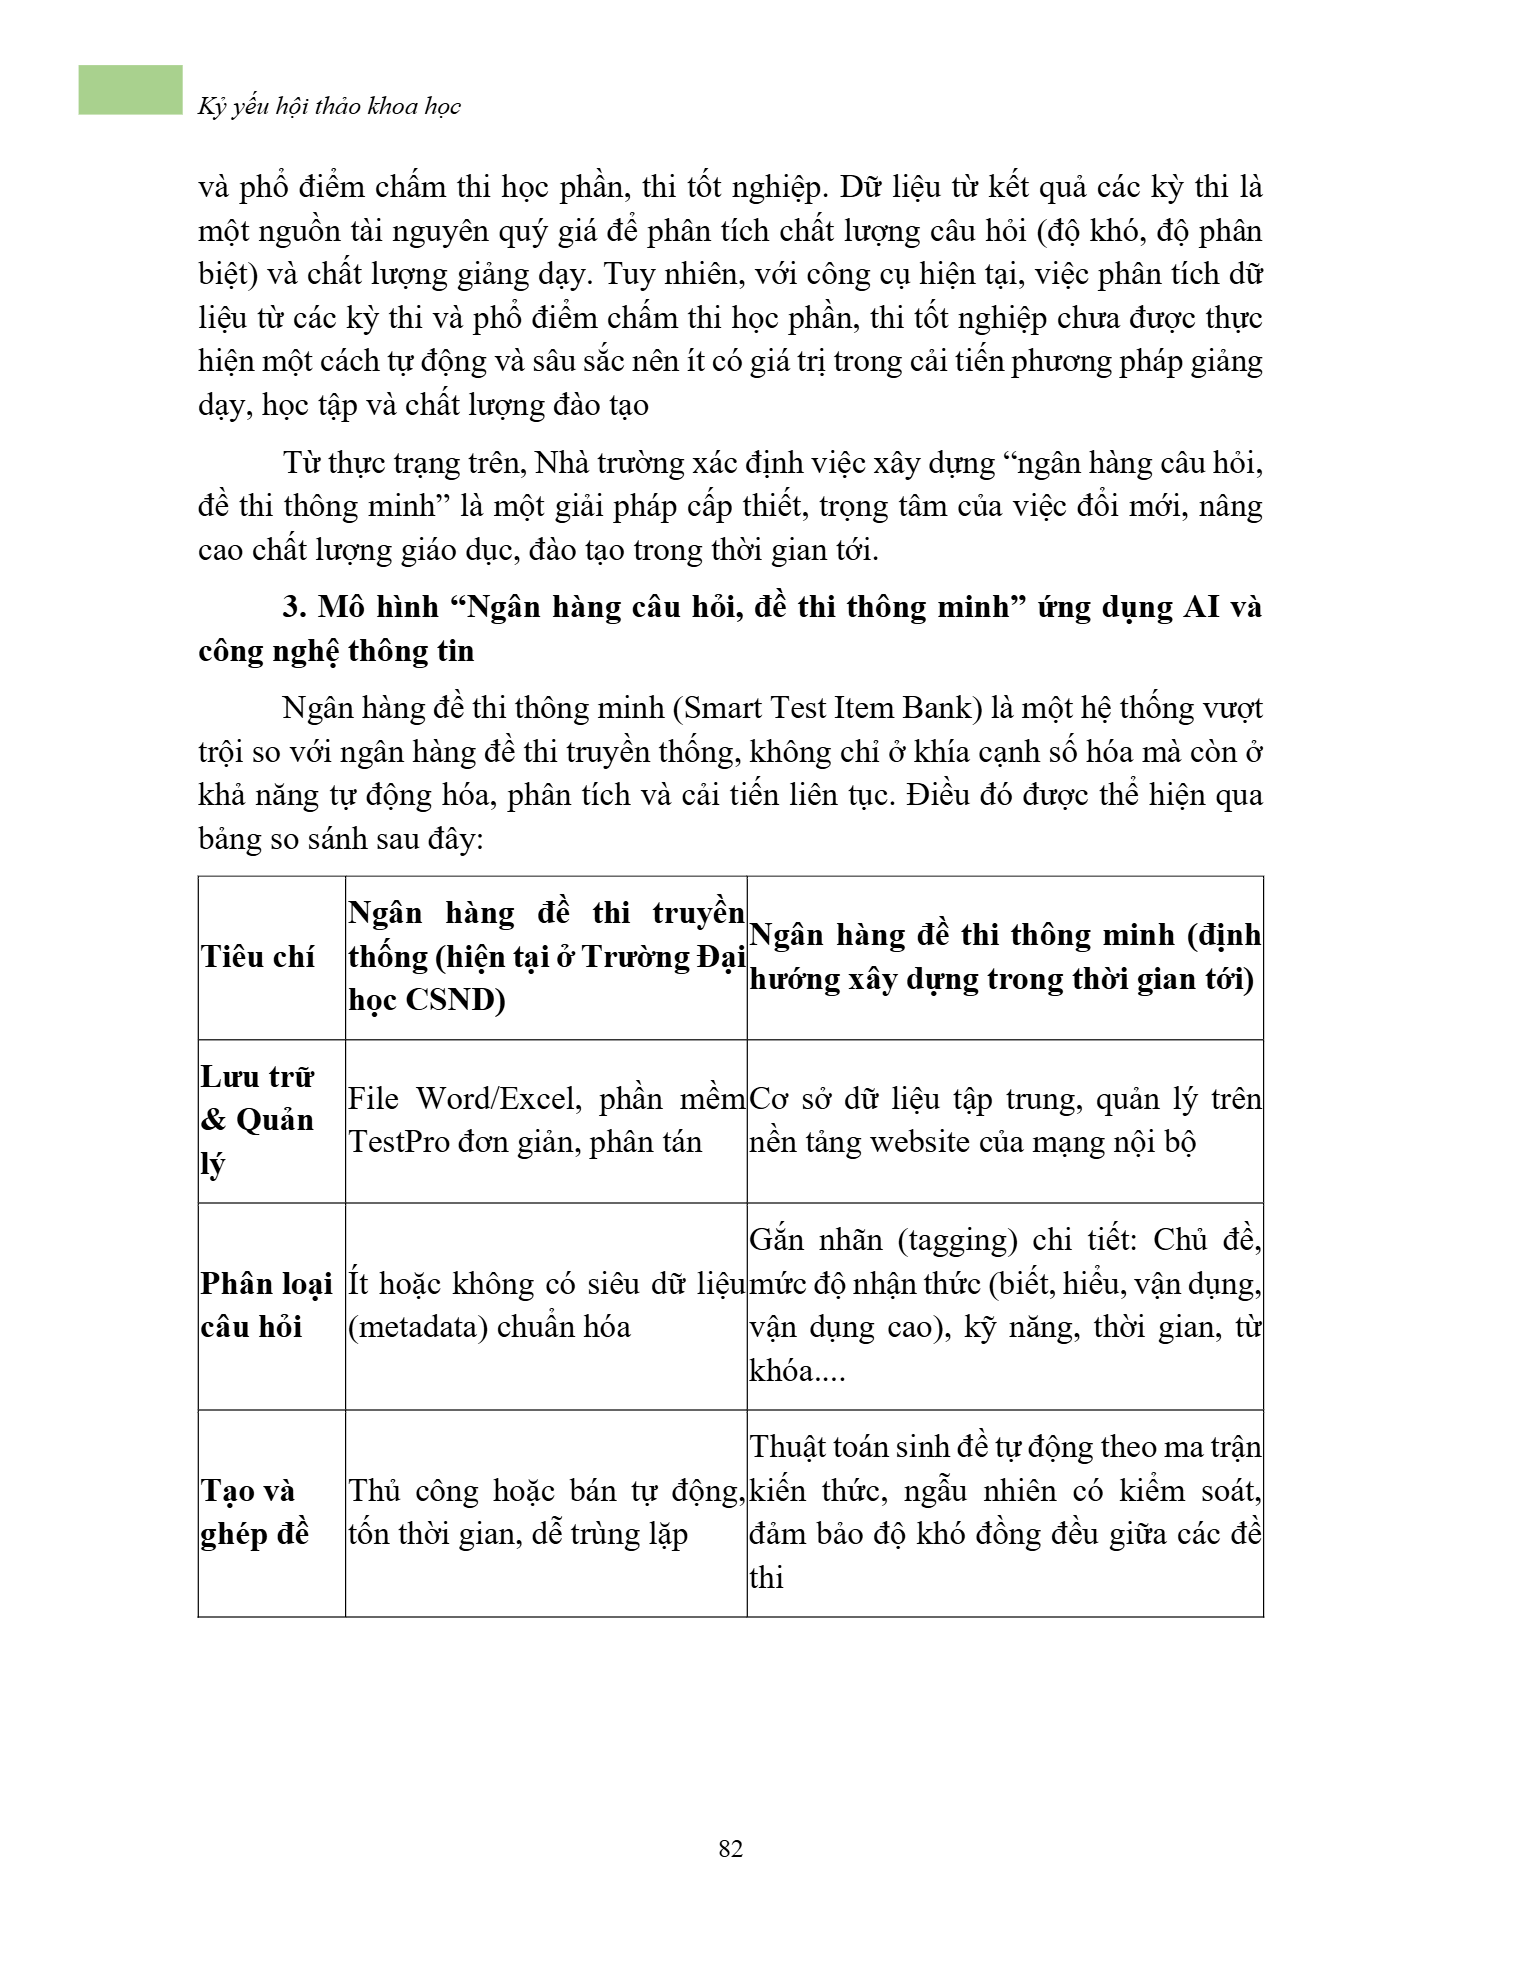 Kỷ yếu hội thảo khoa học
và phổ điểm chấm thi học phần, thi tốt nghiệp. Dữ liệu từ kết quả các kỳ thi là
một nguồn tài nguyên quý giá để phân tích chất lượng câu hỏi (độ khó, độ phân
biệt) và chất lượng giảng dạy. Tuy nhiên, với công cụ hiện tại, việc phân tích dữ
liệu từ các kỳ thi và phổ điểm chấm thi học phần, thi tốt nghiệp chưa được thực
hiện một cách tự động và sâu sắc nên ít có giá trị trong cải tiến phương pháp giảng
dạy, học tập và chất lượng đào tạo
Từ thực trạng trên, Nhà trường xác định việc xây dựng “ngân hàng câu hỏi,
đề thi thông minh” là một giải pháp cấp thiết, trọng tâm của việc đổi mới, nâng
cao chất lượng giáo dục, đào tạo trong thời gian tới.
3. Mô hình “Ngân hàng câu hỏi, đề thi thông minh” ứng dụng AI và
công nghệ thông tin
Ngân hàng đề thi thông minh (Smart Test Item Bank) là một hệ thống vượt
trội so với ngân hàng đề thi truyền thống, không chỉ ở khía cạnh số hóa mà còn ở
khả năng tự động hóa, phân tích và cải tiến liên tục. Điều đó được thể hiện qua
bảng so sánh sau đây:
Tiêu chí
Ngân hàng đề thi truyền
thống (hiện tại ở Trường Đại
học CSND)
Ngân hàng đề thi thông minh (định
hướng xây dựng trong thời gian tới)
Lưu trữ
& Quản
lý
File Word/Excel, phần mềm
TestPro đơn giản, phân tán
Cơ sở dữ liệu tập trung, quản lý trên
nền tảng website của mạng nội bộ
Phân loại
câu hỏi
Ít hoặc không có siêu dữ liệu
(metadata) chuẩn hóa
Gắn nhãn (tagging) chi tiết: Chủ đề,
mức độ nhận thức (biết, hiểu, vận dụng,
vận dụng cao), kỹ năng, thời gian, từ
khóa....
Tạo và
ghép đề
Thủ công hoặc bán tự động,
tốn thời gian, dễ trùng lặp
Thuật toán sinh đề tự động theo ma trận
kiến thức, ngẫu nhiên có kiểm soát,
đảm bảo độ khó đồng đều giữa các đề
thi
82